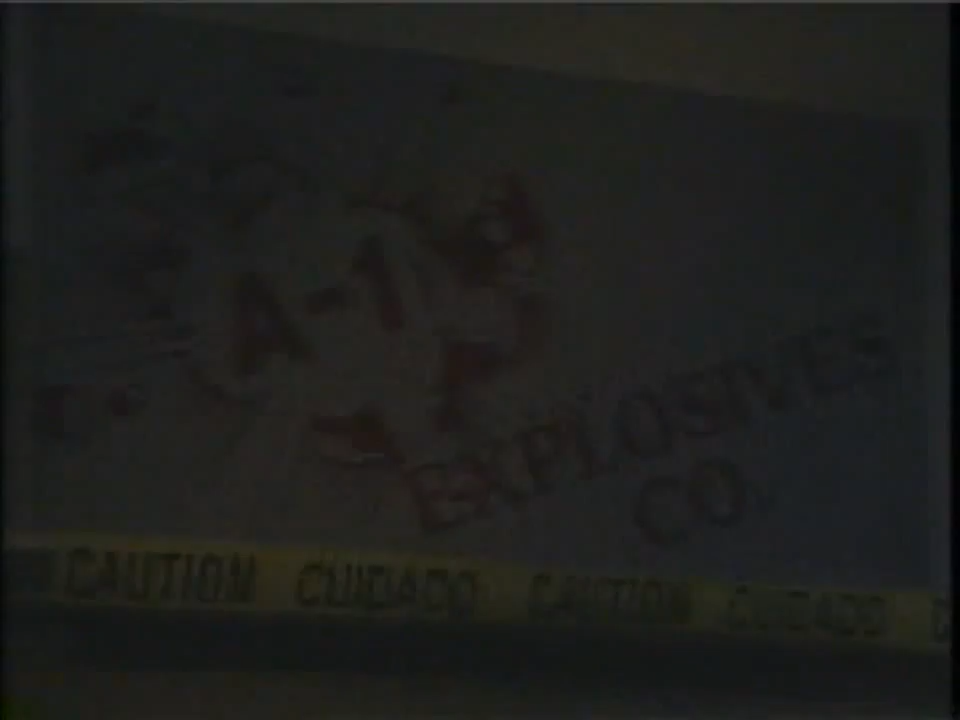 A-1
EXPLOSIVES
CO.
CAUTION CUIDADO CAUTION CUIDADO